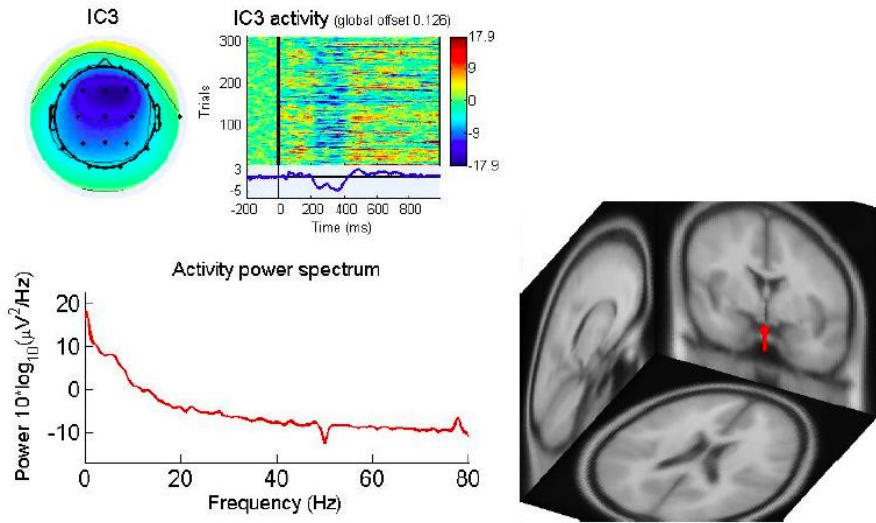 IC3
IC3 activity (global offset 0.126)
300
200
100
Trials
17.9
9
0
-9
-17.9
3
-5
-200 0 200 400 600 800
Time (ms)
Activity power spectrum
20
10
0
-10
Power 10*log10(μV2/Hz)
0 20 40 60 80
Frequency (Hz)